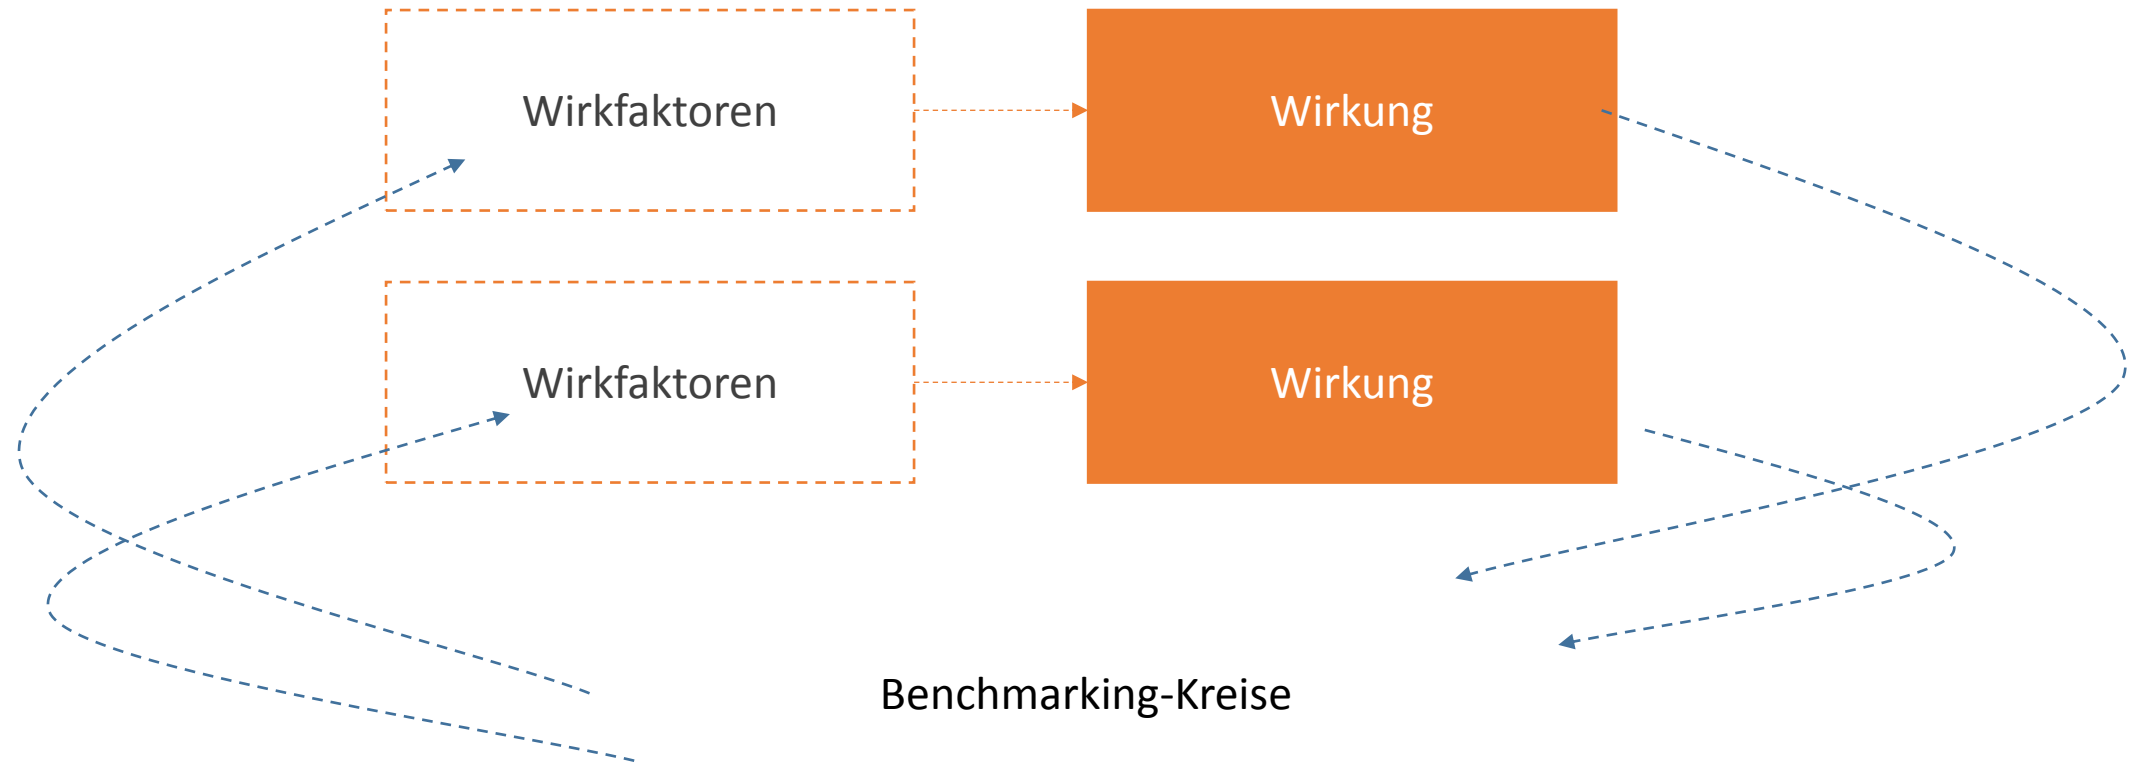 Wirkfaktoren
Wirkung
Wirkfaktoren
Wirkung
Benchmarking-Kreise